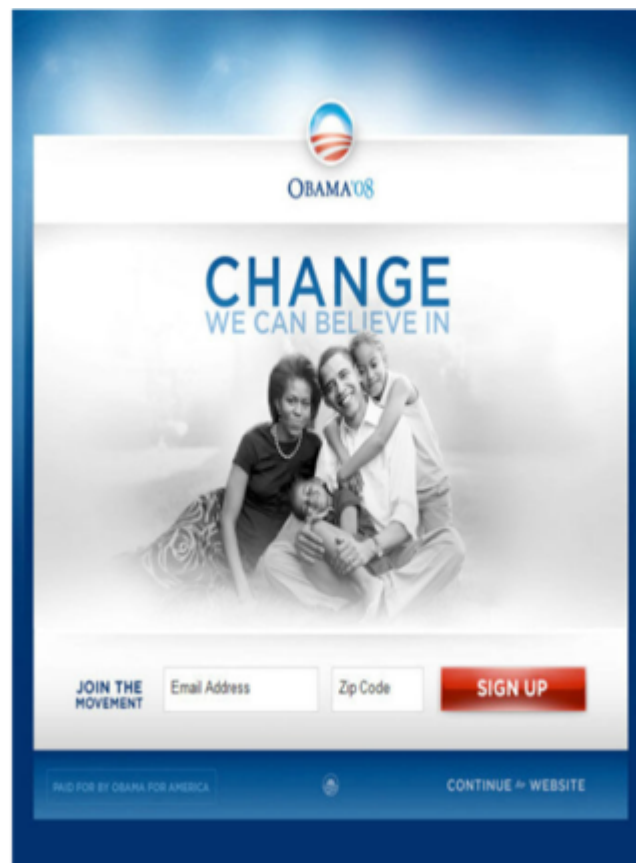 OBAMA'08
CHANGE
WE CAN BELIEVE IN
JOIN THE
MOVEMENT
Email Address
Zip Code
SIGN UP
PAID FOR BY OBAMA FOR AMERICA
CONTINUE to WEBSITE